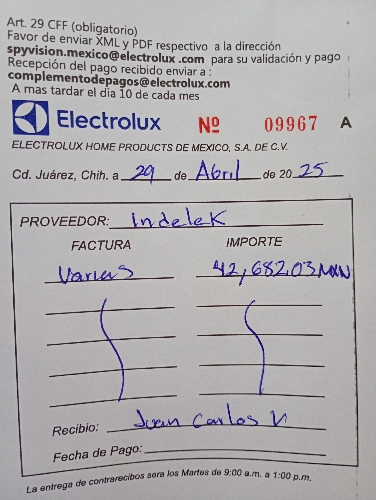 Art. 29 CFF (obligatorio)
Favor de enviar XML y PDF respectivo a la dirección
spyvision.mexico@electrolux .com para su validación y pago
Recepción del pago recibido enviar a :
complementodepagos@electrolux.com
A mas tardar el dia 10 de cada mes
Electrolux Nº 09967 A
ELECTROLUX HOME PRODUCTS DE MEXICO, S.A. DE C.V.
Cd. Juárez, Chih. a 29 de Abril de 20 25
PROVEEDOR: Indelek
FACTURA IMPORTE
Varias 42,682.03 MXN
Recibio: Juan Carlos V
Fecha de Pago:
La entrega de contrarecibos sera los Martes de 9:00 a.m. a 1:00 p.m.